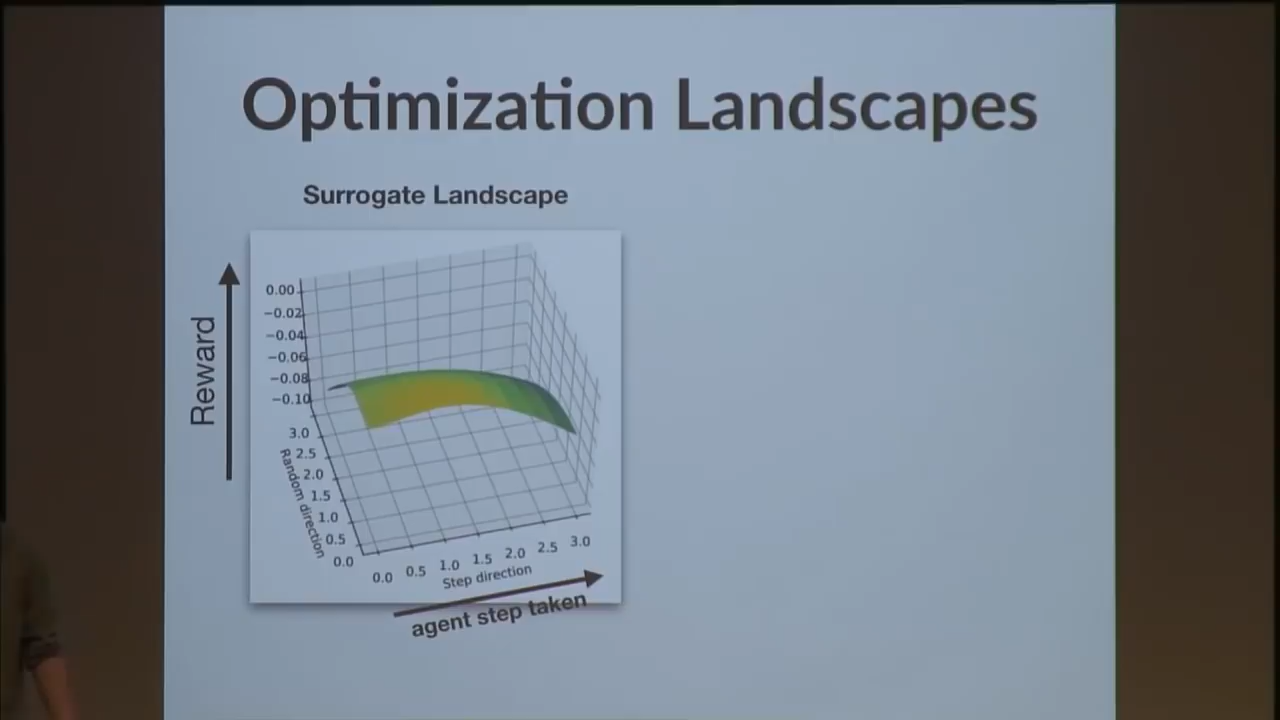 Optimization Landscapes
Surrogate Landscape
Reward
0.00
−0.02
−0.04
−0.06
−0.08
−0.10
3.0
2.5
2.0
1.5
1.0
0.5
0.0
Random direction
0.0 0.5 1.0 1.5 2.0 2.5 3.0
Step direction
agent step taken